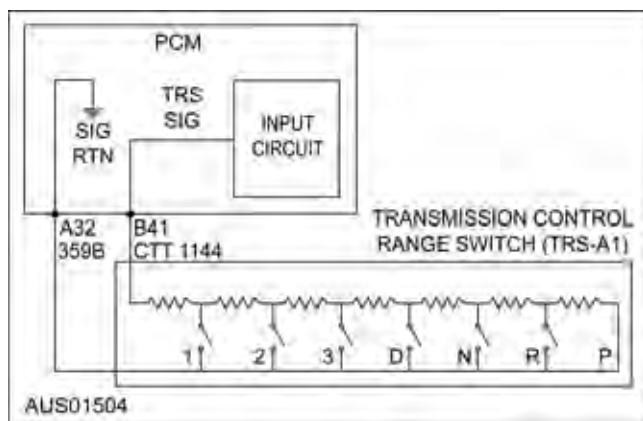 PCM
TRS
SIG
SIG
RTN
INPUT
CIRCUIT
A32
359B
B41
CTT 1144
TRANSMISSION CONTROL
RANGE SWITCH (TRS-A1)
1 2 3 D N R P
AUS01504